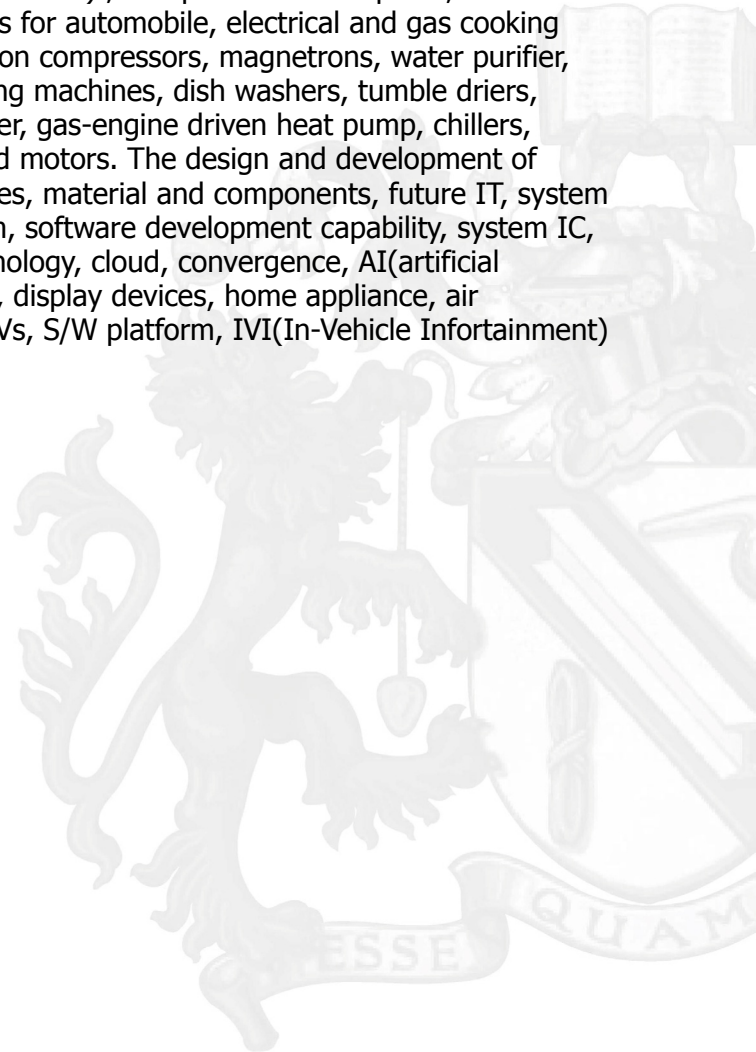 s for automobile, electrical and gas cooking
on compressors, magnetrons, water purifier,
ng machines, dish washers, tumble driers,
er, gas-engine driven heat pump, chillers,
d motors. The design and development of
es, material and components, future IT, system
n, software development capability, system IC,
nology, cloud, convergence, AI(artificial
, display devices, home appliance, air
Vs, S/W platform, IVI(In-Vehicle Infortainment)
ESSE QUAM